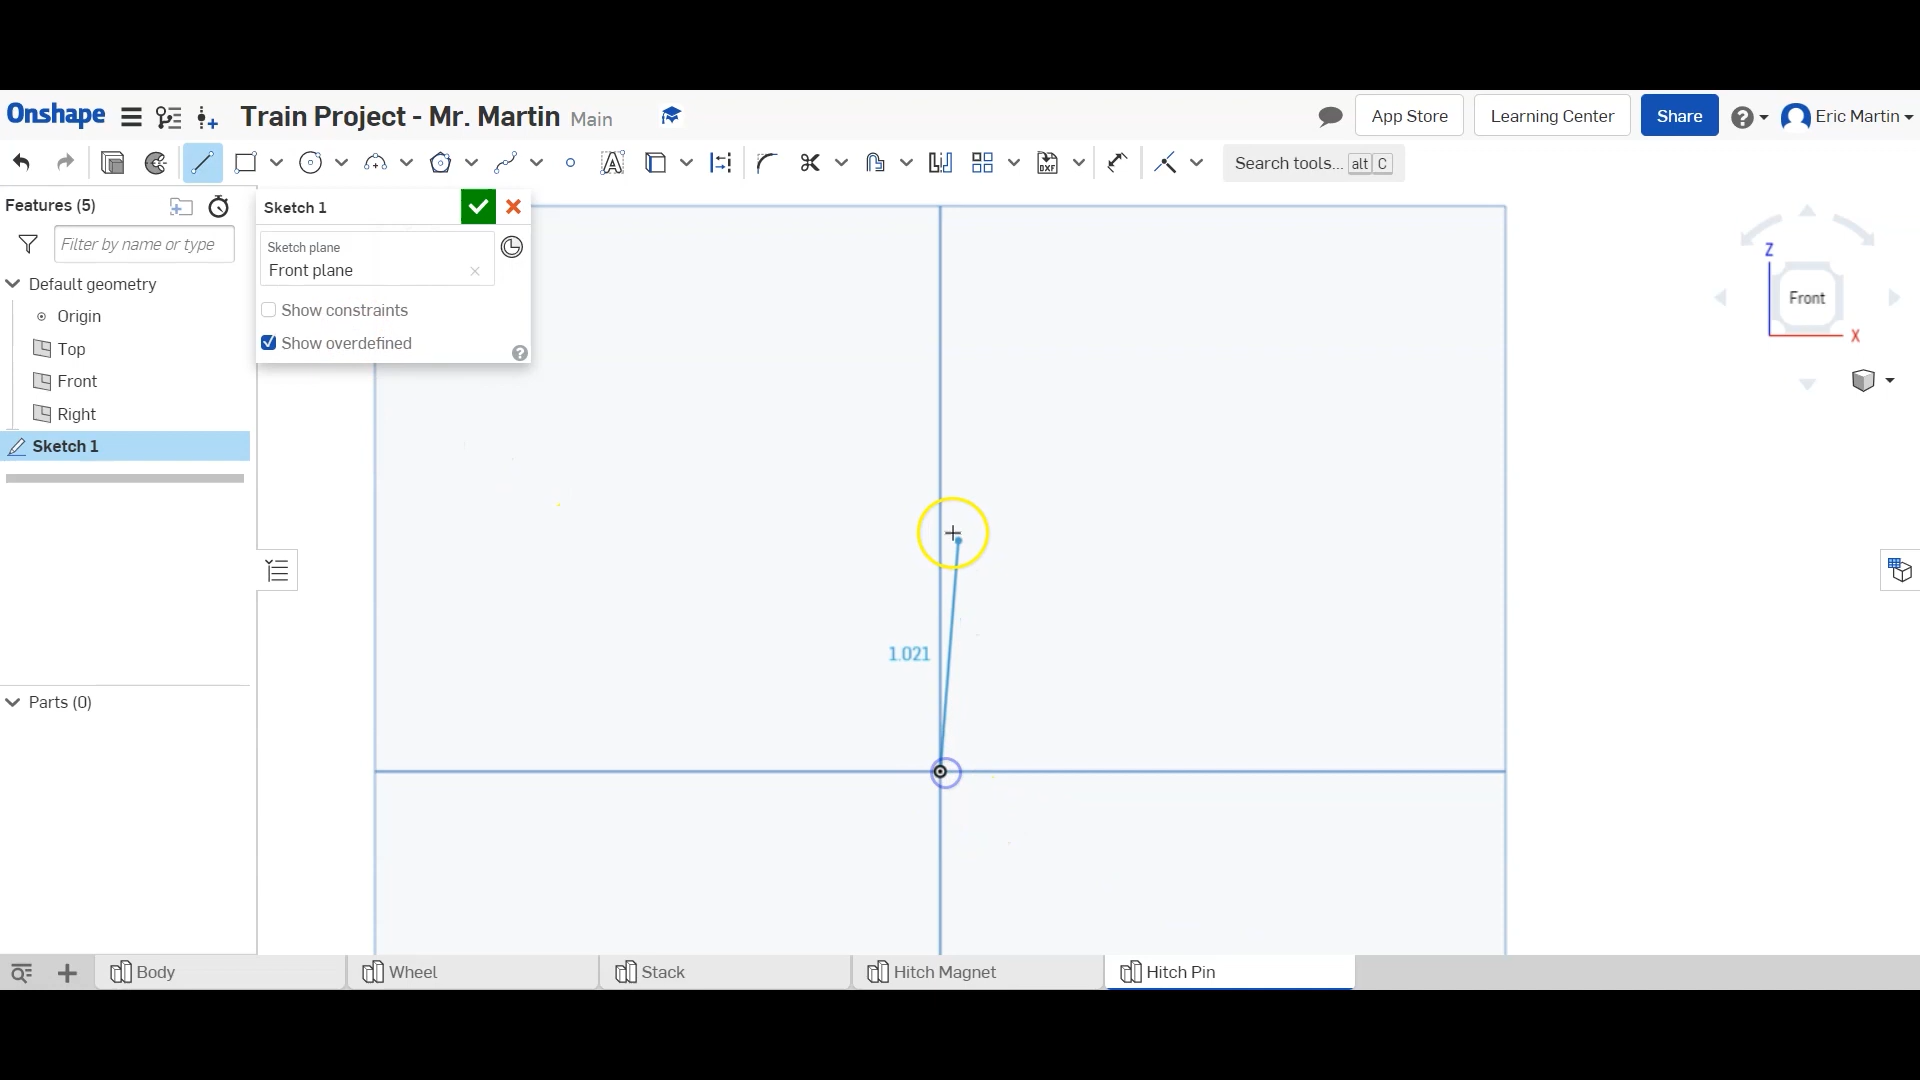 Onshape
Train Project - Mr. Martin Main
App Store
Learning Center
Share
Eric Martin
DXF
Search tools... alt C
Features (5)
Filter by name or type
Default geometry
Origin
Top
Front
Right
Sketch 1
Parts (0)
Sketch 1
Sketch plane
Front plane
Show constraints
Show overdefined
1.021
Z
Front
X
Body
Wheel
Stack
Hitch Magnet
Hitch Pin